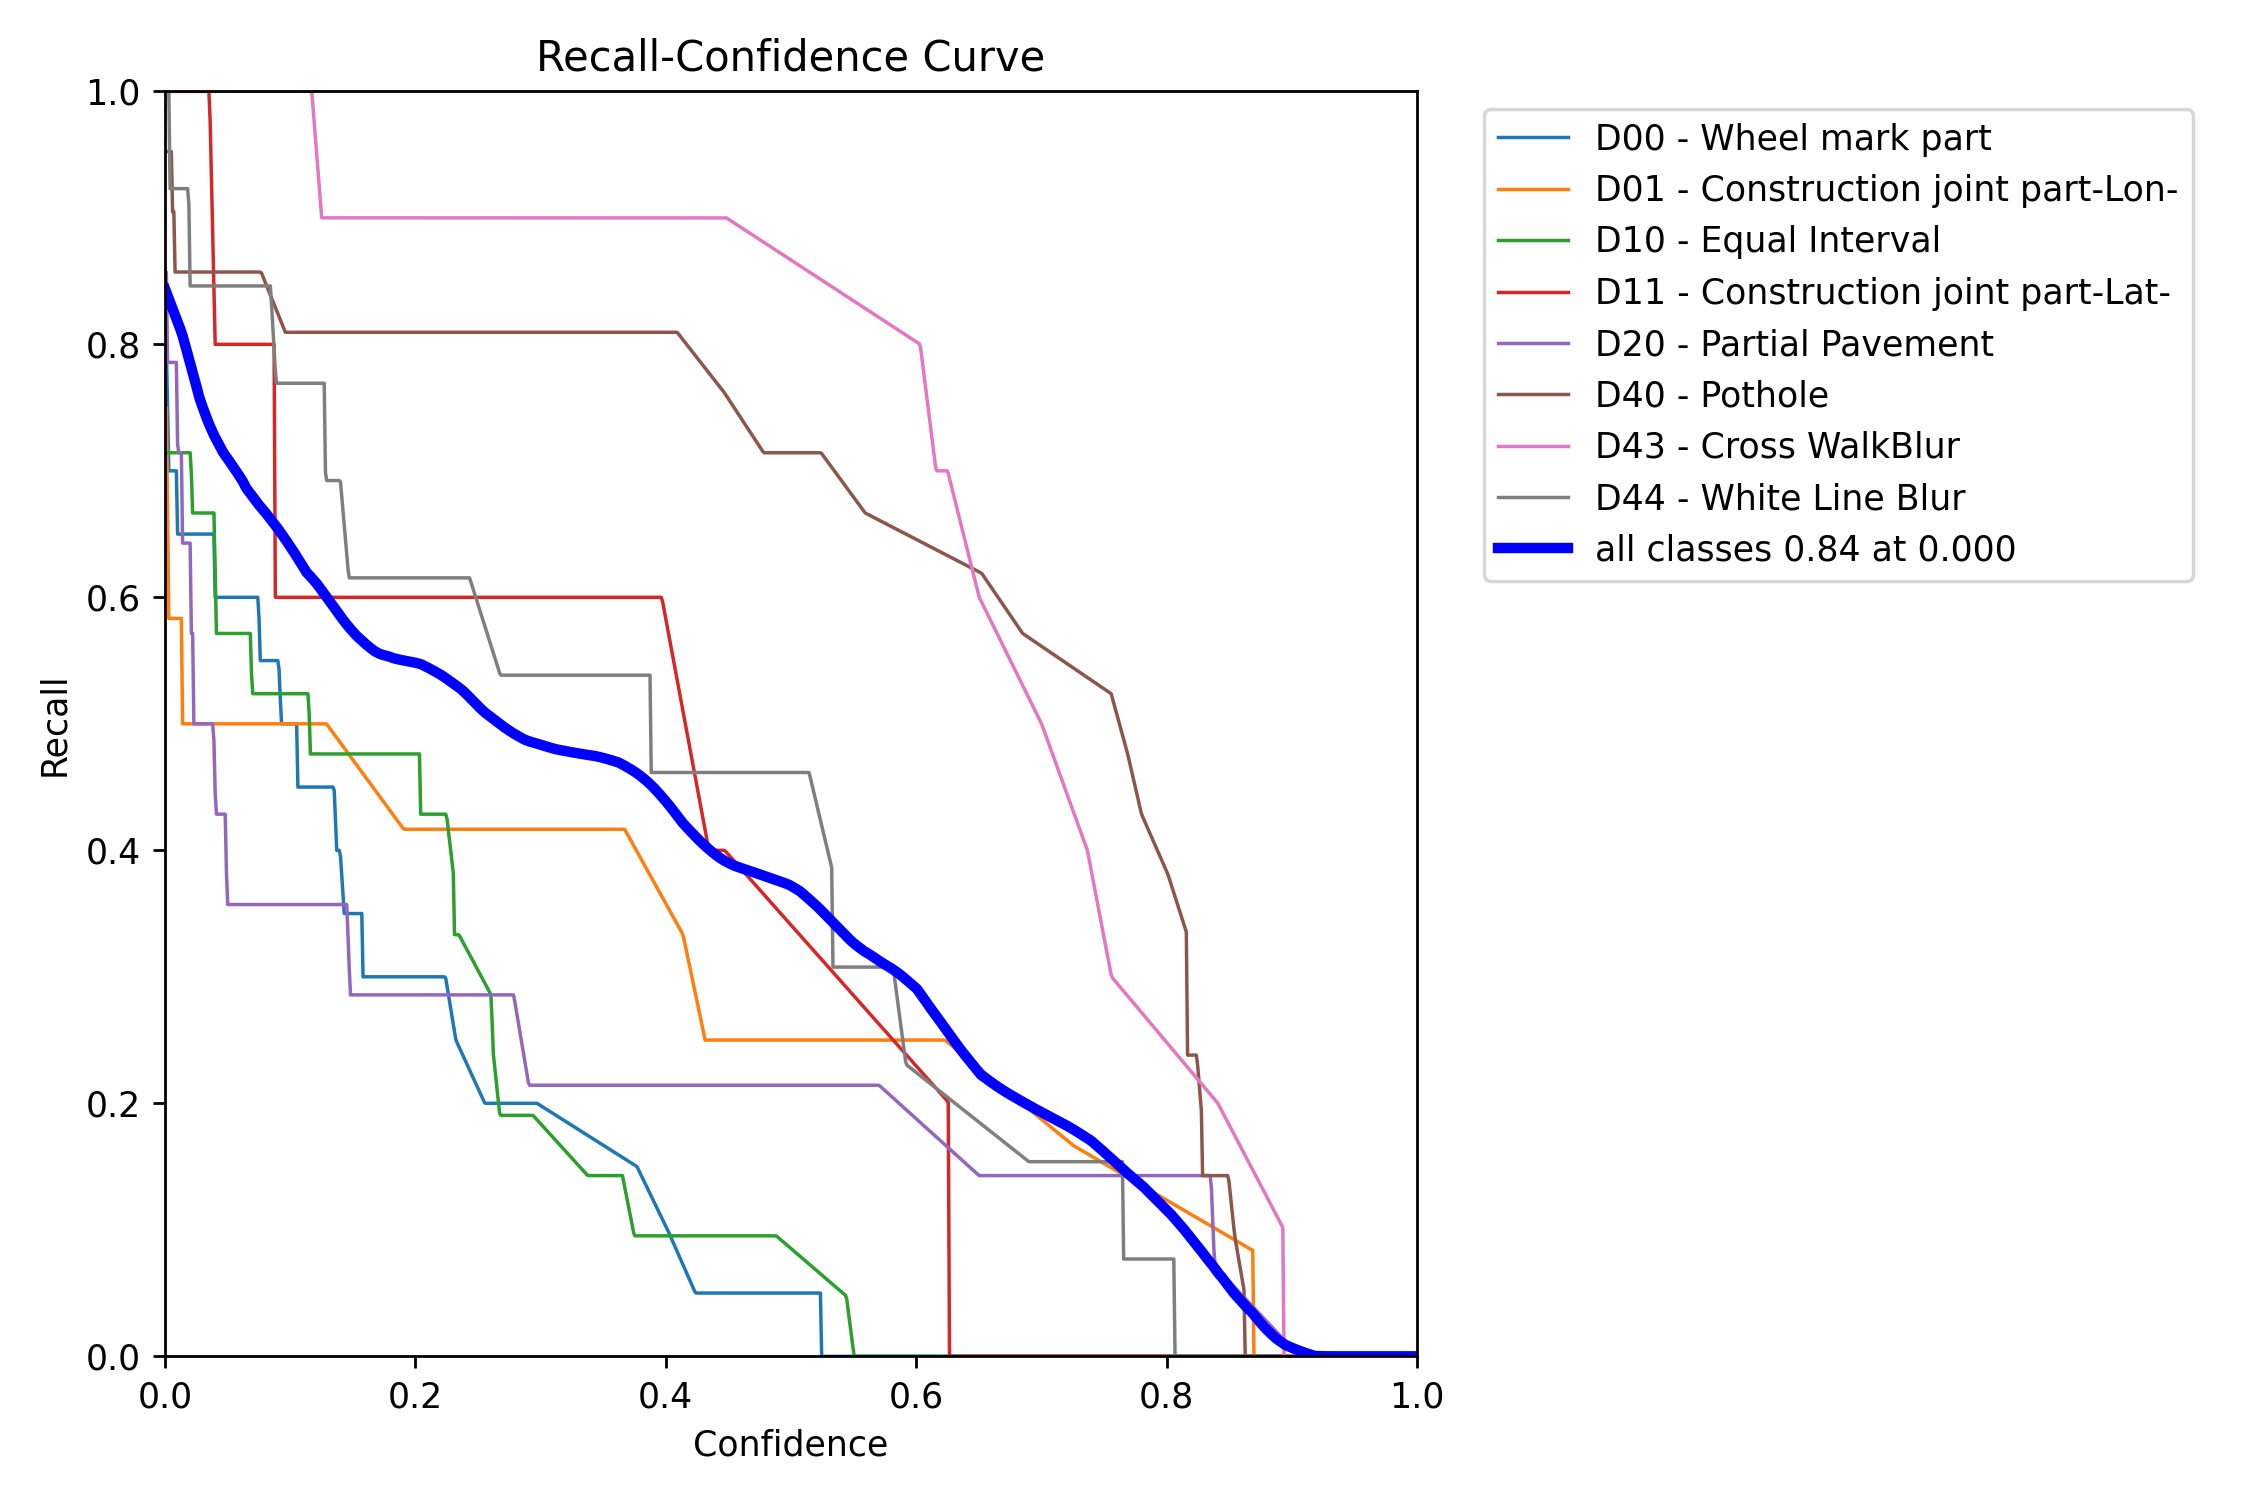 Recall-Confidence Curve
1.0
0.8
0.6
0.4
0.2
0.0
Recall
0.0 0.2 0.4 0.6 0.8 1.0
Confidence
D00 - Wheel mark part
D01 - Construction joint part-Lon-
D10 - Equal Interval
D11 - Construction joint part-Lat-
D20 - Partial Pavement
D40 - Pothole
D43 - Cross WalkBlur
D44 - White Line Blur
all classes 0.84 at 0.000